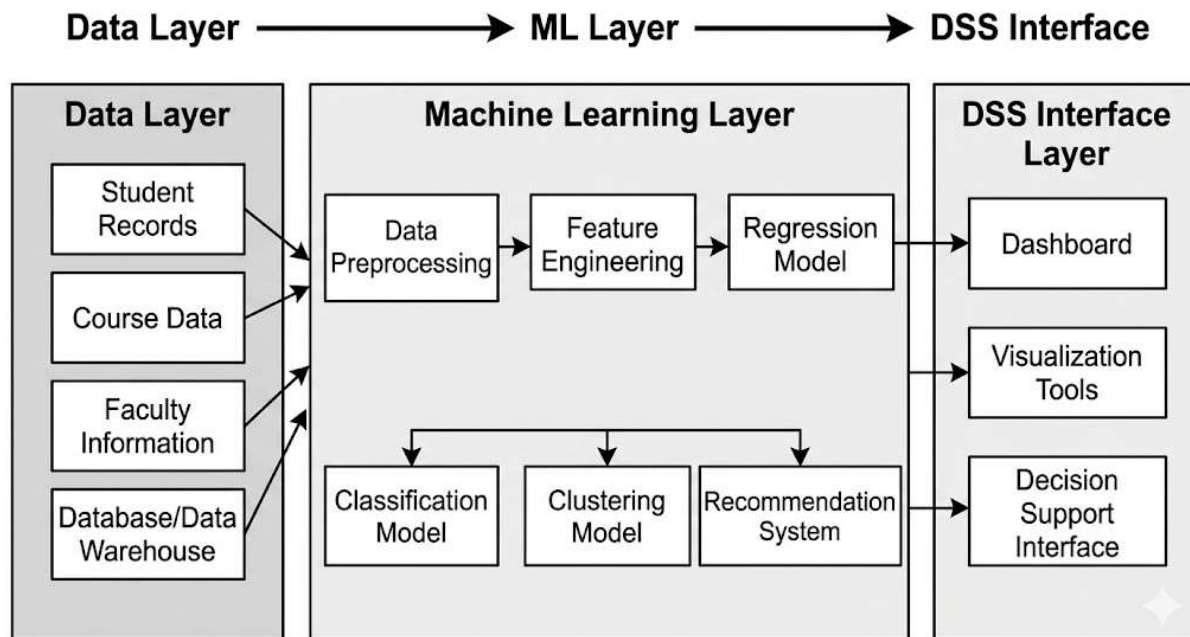 Data Layer
ML Layer
DSS Interface
Data Layer
Student
Records
Course Data
Faculty
Information
Database/Data
Warehouse
Machine Learning Layer
Data
Preprocessing
Feature
Engineering
Regression
Model
Classification
Model
Clustering
Model
Recommendation
System
DSS Interface
Layer
Dashboard
Visualization
Tools
Decision
Support
Interface